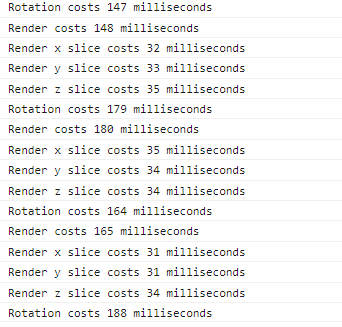 Rotation costs 147 milliseconds
Render costs 148 milliseconds
Render x slice costs 32 milliseconds
Render y slice costs 33 milliseconds
Render z slice costs 35 milliseconds
Rotation costs 179 milliseconds
Render costs 180 milliseconds
Render x slice costs 35 milliseconds
Render y slice costs 34 milliseconds
Render z slice costs 34 milliseconds
Rotation costs 164 milliseconds
Render costs 165 milliseconds
Render x slice costs 31 milliseconds
Render y slice costs 31 milliseconds
Render z slice costs 34 milliseconds
Rotation costs 188 milliseconds